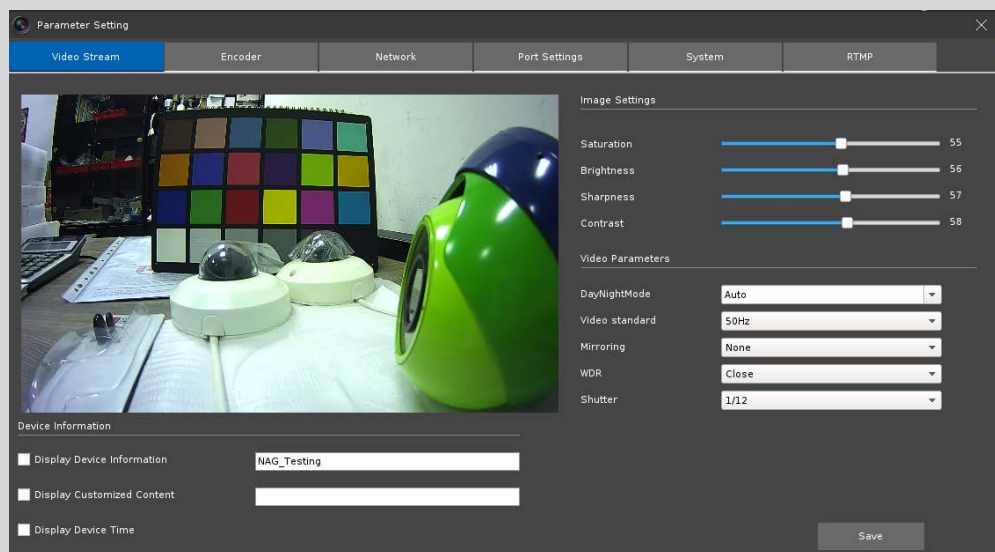 Parameter Setting
Video Stream Encoder Network Port Settings System RTMP
Image Settings
Saturation 55
Brightness 56
Sharpness 57
Contrast 58
Video Parameters
DayNightMode Auto
Video standard 50Hz
Mirroring None
WDR Close
Shutter 1/12
Device Information
Display Device Information NAG_Testing
Display Customized Content
Display Device Time
Save